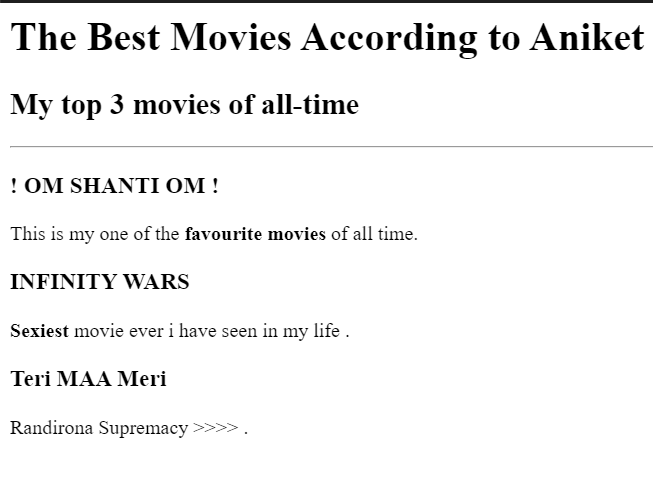 The Best Movies According to Aniket
My top 3 movies of all-time
! OM SHANTI OM !
This is my one of the favourite movies of all time.
INFINITY WARS
Sexiest movie ever i have seen in my life .
Teri MAA Meri
Randirona Supremacy >>>> .